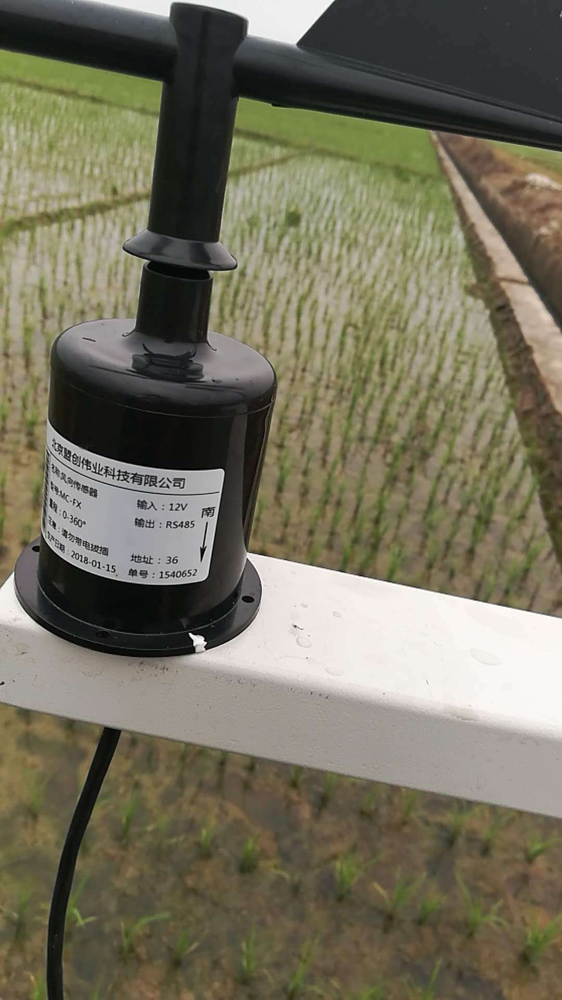 北京盟创伟业科技有限公司
名称:风向传感器
型号:MC-FX
输入：12V
南
量程：0-360°
输出：RS485
注意：请勿带电拔插
地址：36
生产日期：2018-01-15
单号：1540652